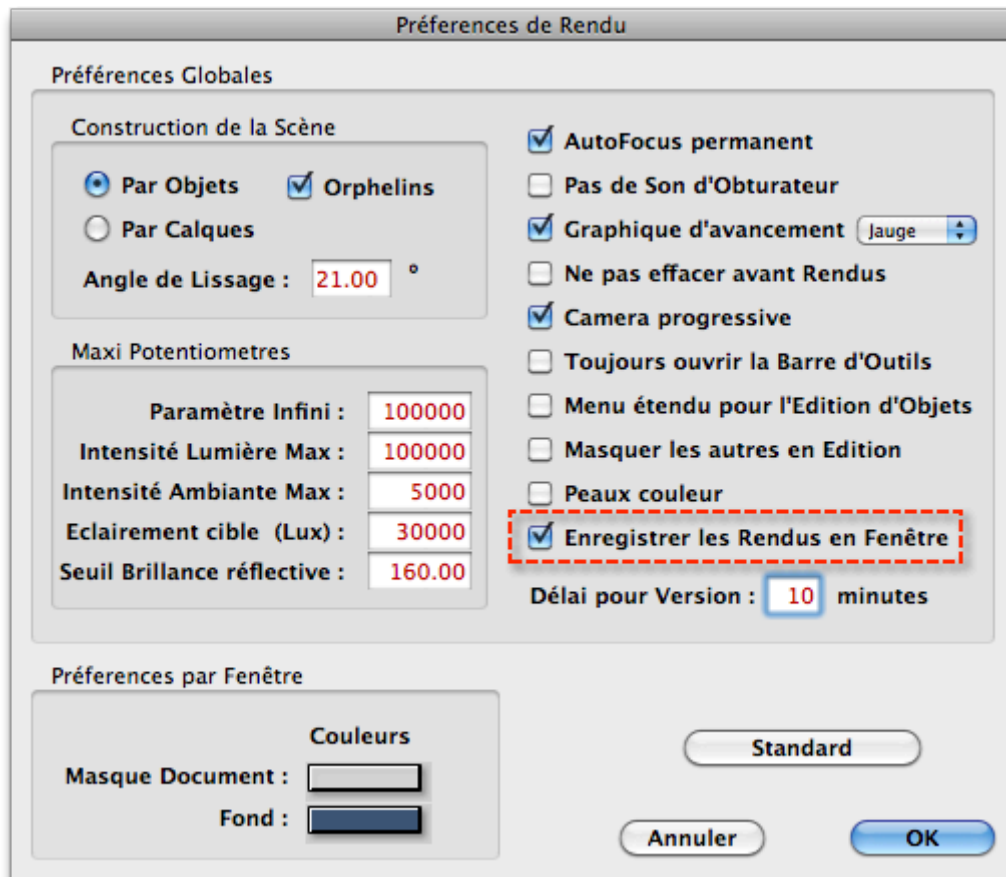 Préferences de Rendu
Préférences Globales
Construction de la Scène
Par Objets Orphelins
Par Calques
Angle de Lissage : 21.00 °
Maxi Potentiometres
Paramètre Infini : 100000
Intensité Lumière Max : 100000
Intensité Ambiante Max : 5000
Eclairement cible (Lux) : 30000
Seuil Brillance réflective : 160.00
AutoFocus permanent
Pas de Son d'Obturateur
Graphique d'avancement Jauge
Ne pas effacer avant Rendus
Camera progressive
Toujours ouvrir la Barre d'Outils
Menu étendu pour l'Edition d'Objets
Masquer les autres en Edition
Peaux couleur
Enregistrer les Rendus en Fenêtre
Délai pour Version : 10 minutes
Préferences par Fenêtre
Couleurs
Masque Document :
Fond :
Standard
Annuler OK